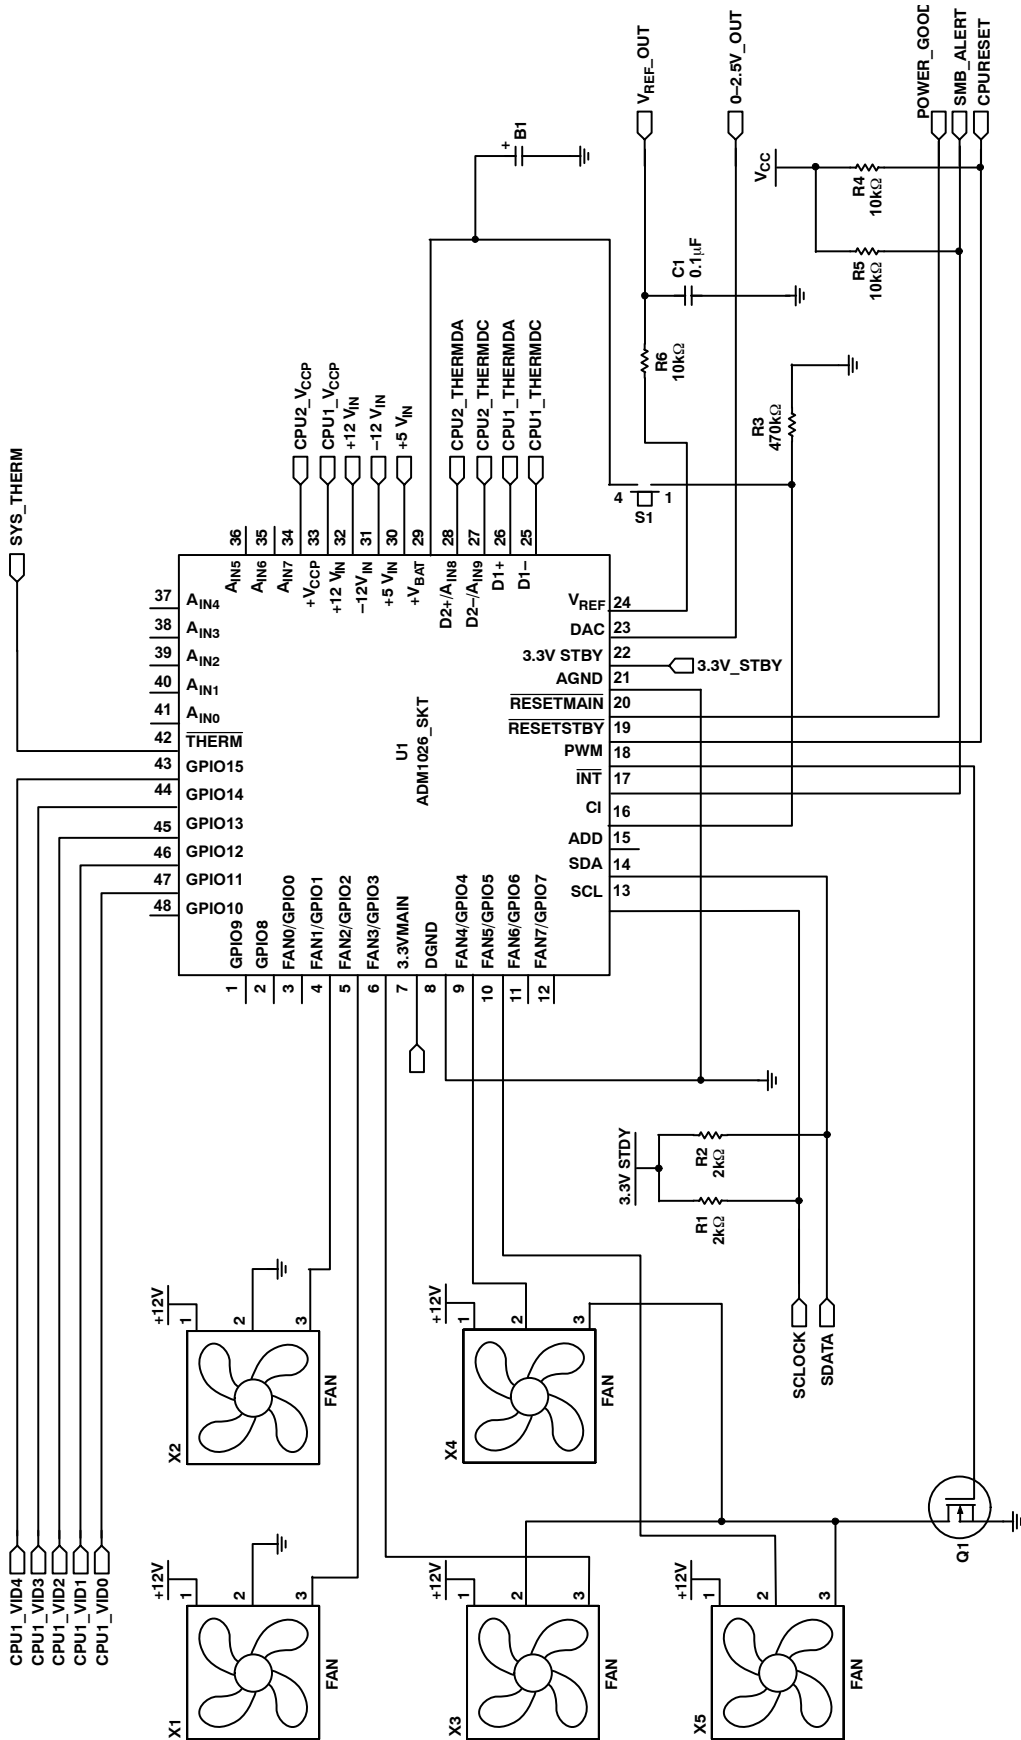 SYS_THERM
V_REF_OUT
0–2.5V_OUT
POWER_GOOD
SMB_ALERT
CPURESET
+
B1
V_CC
R4
10kΩ
R5
10kΩ
C1
0.1μF
R6
10kΩ
R3
470kΩ
4
1
S1
CPU2_V_CCP
CPU1_V_CCP
+12 V_IN
–12 V_IN
+5 V_IN
CPU2_THERMDA
CPU2_THERMDC
CPU1_THERMDA
CPU1_THERMDC
36 A_IN5
35 A_IN6
34 A_IN7
33 +V_CCP
32 +12 V_IN
31 –12V_IN
30 +5 V_IN
29 +V_BAT
28 D2+/A_IN8
27 D2–/A_IN9
26 D1+
25 D1–
37 A_IN4
38 A_IN3
39 A_IN2
40 A_IN1
41 A_IN0
42 THERM
43 GPIO15
44 GPIO14
45 GPIO13
46 GPIO12
47 GPIO11
48 GPIO10
U1
ADM1026_SKT
V_REF 24
DAC 23
3.3V STBY 22
3.3V_STBY
AGND 21
RESETMAIN 20
RESETSTBY 19
PWM 18
INT 17
CI 16
ADD 15
SDA 14
SCL 13
1 GPIO9
2 GPIO8
3 FAN0/GPIO0
4 FAN1/GPIO1
5 FAN2/GPIO2
6 FAN3/GPIO3
7 3.3VMAIN
8 DGND
9 FAN4/GPIO4
10 FAN5/GPIO5
11 FAN6/GPIO6
12 FAN7/GPIO7
3.3V STDY
R2
2kΩ
R1
2kΩ
SCLOCK
SDATA
+12V
1
2
3
X2
FAN
+12V
1
2
3
X4
FAN
CPU1_VID4
CPU1_VID3
CPU1_VID2
CPU1_VID1
CPU1_VID0
+12V
1
2
3
X1
FAN
+12V
1
2
3
X3
FAN
+12V
1
2
3
X5
FAN
Q1